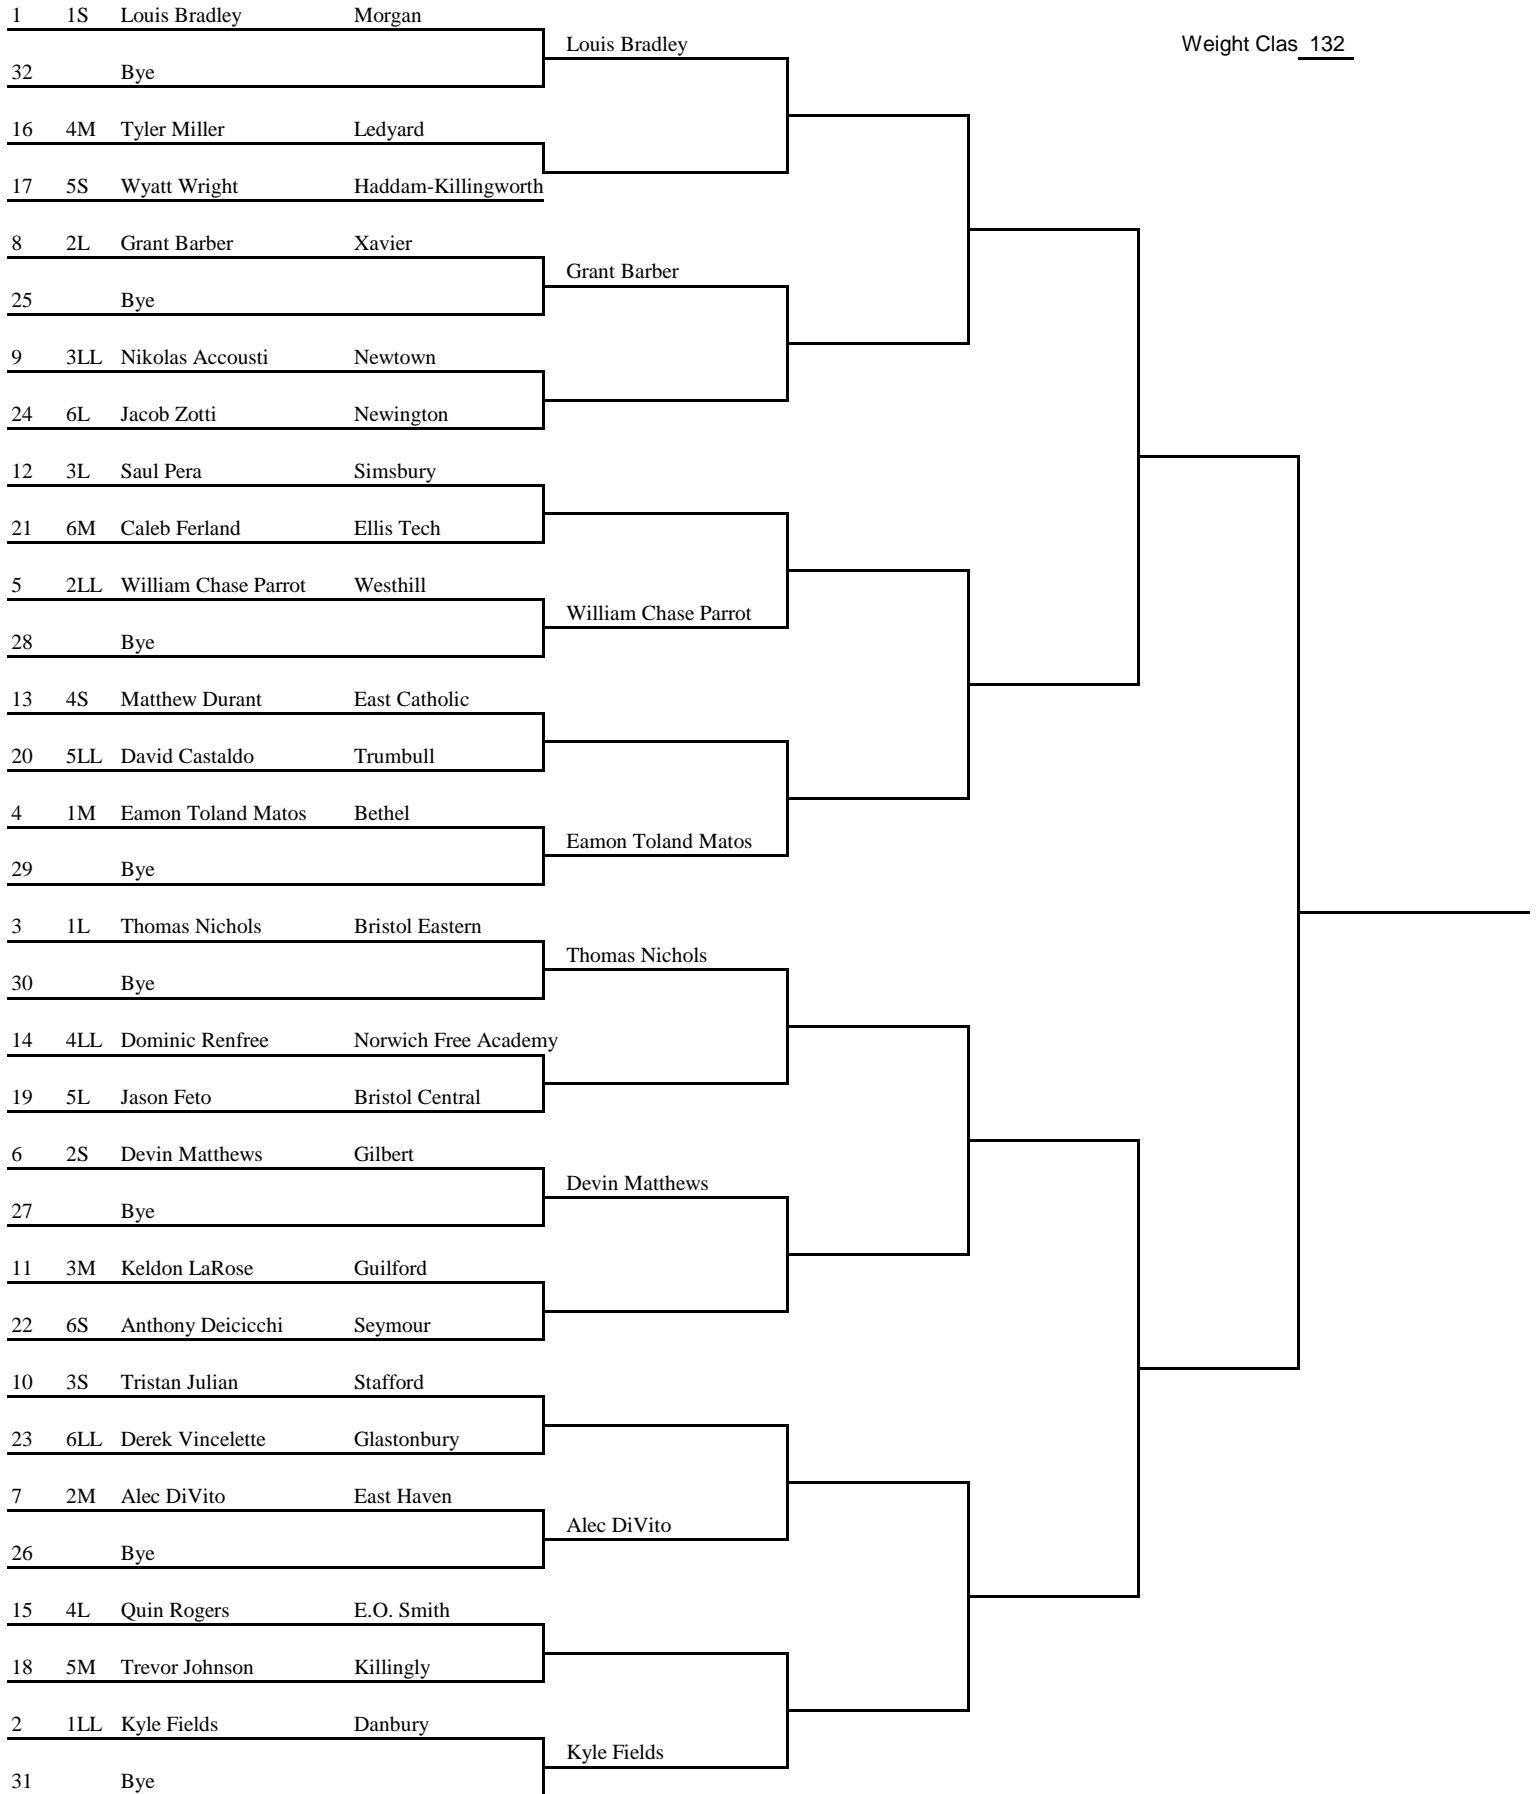 1 1S Louis Bradley Morgan
Louis Bradley
Weight Clas 132
32 Bye
16 4M Tyler Miller Ledyard
17 5S Wyatt Wright Haddam-Killingworth
8 2L Grant Barber Xavier
Grant Barber
25 Bye
9 3LL Nikolas Accousti Newtown
24 6L Jacob Zotti Newington
12 3L Saul Pera Simsbury
21 6M Caleb Ferland Ellis Tech
5 2LL William Chase Parrot Westhill
William Chase Parrot
28 Bye
13 4S Matthew Durant East Catholic
20 5LL David Castaldo Trumbull
4 1M Eamon Toland Matos Bethel
Eamon Toland Matos
29 Bye
3 1L Thomas Nichols Bristol Eastern
Thomas Nichols
30 Bye
14 4LL Dominic Renfree Norwich Free Academy
19 5L Jason Feto Bristol Central
6 2S Devin Matthews Gilbert
Devin Matthews
27 Bye
11 3M Keldon LaRose Guilford
22 6S Anthony Deicicchi Seymour
10 3S Tristan Julian Stafford
23 6LL Derek Vincelette Glastonbury
7 2M Alec DiVito East Haven
Alec DiVito
26 Bye
15 4L Quin Rogers E.O. Smith
18 5M Trevor Johnson Killingly
2 1LL Kyle Fields Danbury
Kyle Fields
31 Bye